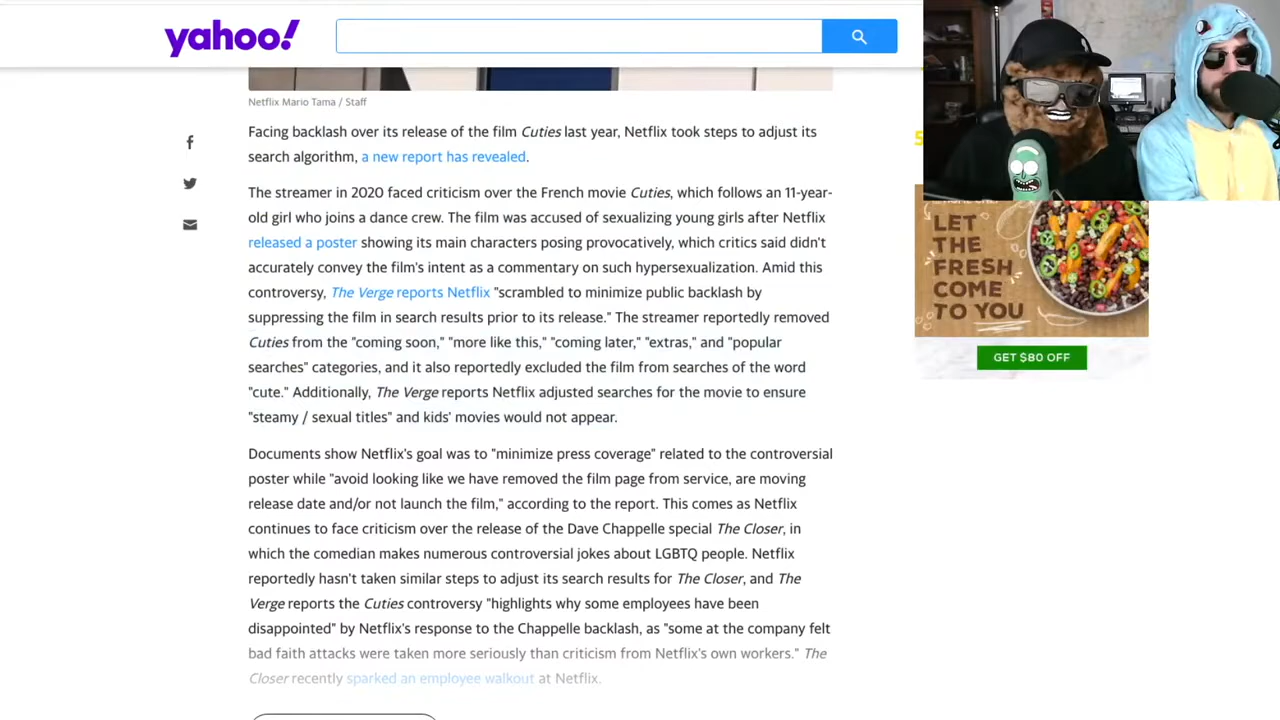 yahoo!
Netflix Mario Tama / Staff
Facing backlash over its release of the film Cuties last year, Netflix took steps to adjust its
search algorithm, a new report has revealed.
The streamer in 2020 faced criticism over the French movie Cuties, which follows an 11-year-
old girl who joins a dance crew. The film was accused of sexualizing young girls after Netflix
released a poster showing its main characters posing provocatively, which critics said didn't
accurately convey the film's intent as a commentary on such hypersexualization. Amid this
controversy, The Verge reports Netflix "scrambled to minimize public backlash by
suppressing the film in search results prior to its release." The streamer reportedly removed
Cuties from the "coming soon," "more like this," "coming later," "extras," and "popular
searches" categories, and it also reportedly excluded the film from searches of the word
"cute." Additionally, The Verge reports Netflix adjusted searches for the movie to ensure
"steamy / sexual titles" and kids' movies would not appear.
Documents show Netflix's goal was to "minimize press coverage" related to the controversial
poster while "avoid looking like we have removed the film page from service, are moving
release date and/or not launch the film," according to the report. This comes as Netflix
continues to face criticism over the release of the Dave Chappelle special The Closer, in
which the comedian makes numerous controversial jokes about LGBTQ people. Netflix
reportedly hasn't taken similar steps to adjust its search results for The Closer, and The
Verge reports the Cuties controversy "highlights why some employees have been
disappointed" by Netflix's response to the Chappelle backlash, as "some at the company felt
bad faith attacks were taken more seriously than criticism from Netflix's own workers." The
Closer recently sparked an employee walkout at Netflix.
LET
THE
FRESH
COME
TO YOU
GET $80 OFF